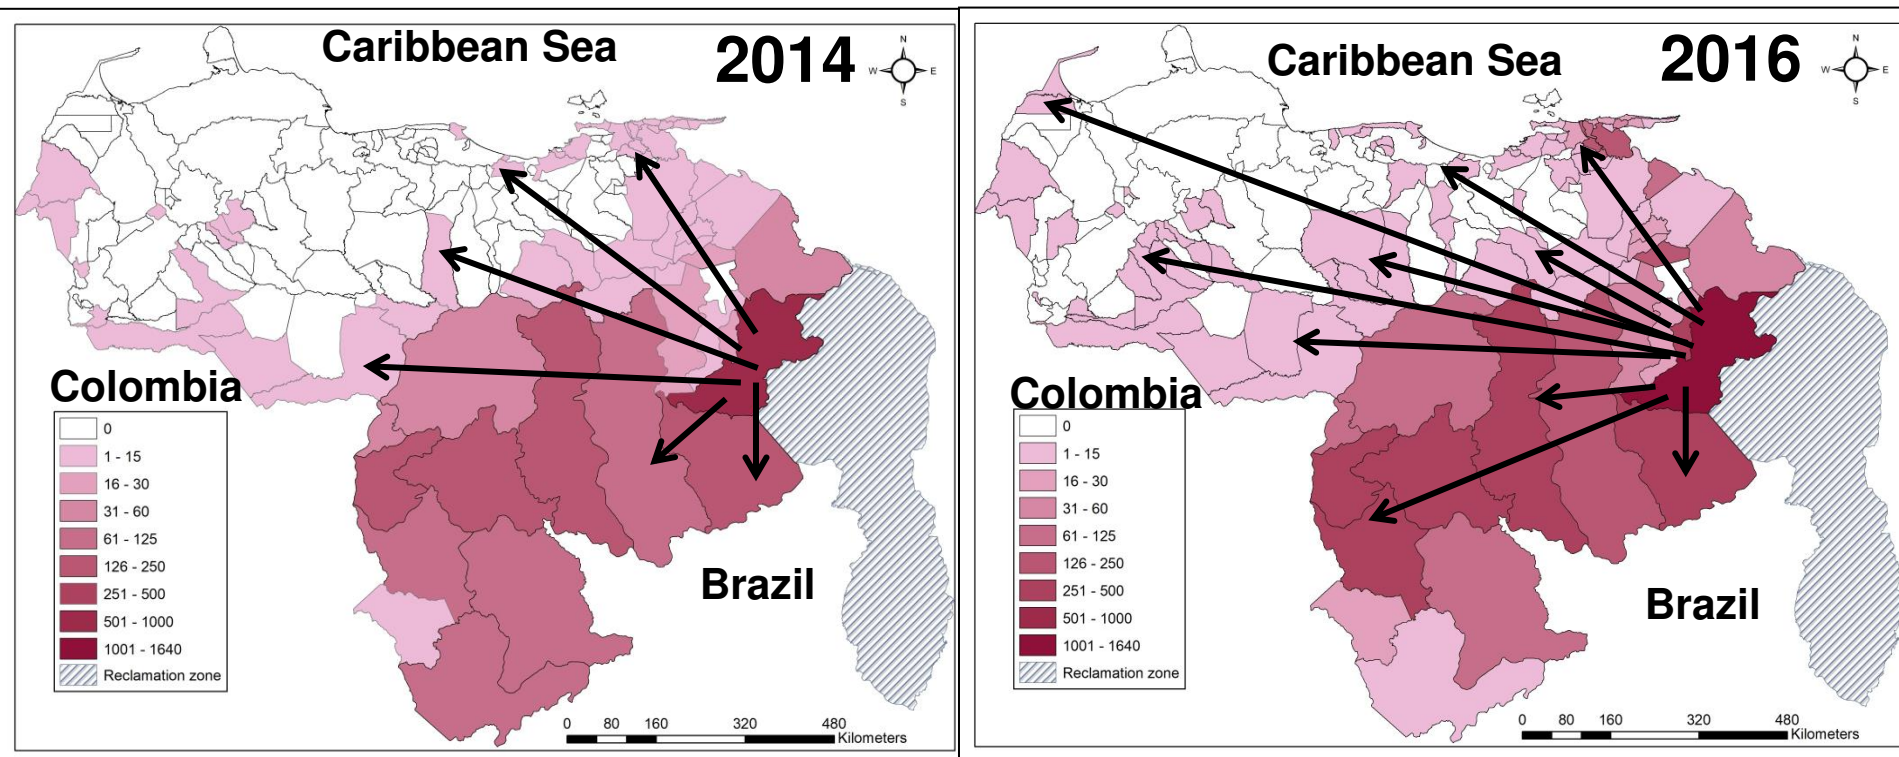 Caribbean Sea
2014
N
W
E
S
Colombia
0
1 - 15
16 - 30
31 - 60
61 - 125
126 - 250
251 - 500
501 - 1000
1001 - 1640
Reclamation zone
Brazil
0 80 160 320 480
Kilometers
Caribbean Sea
2016
N
W
E
S
Colombia
0
1 - 15
16 - 30
31 - 60
61 - 125
126 - 250
251 - 500
501 - 1000
1001 - 1640
Reclamation zone
Brazil
0 80 160 320 480
Kilometers